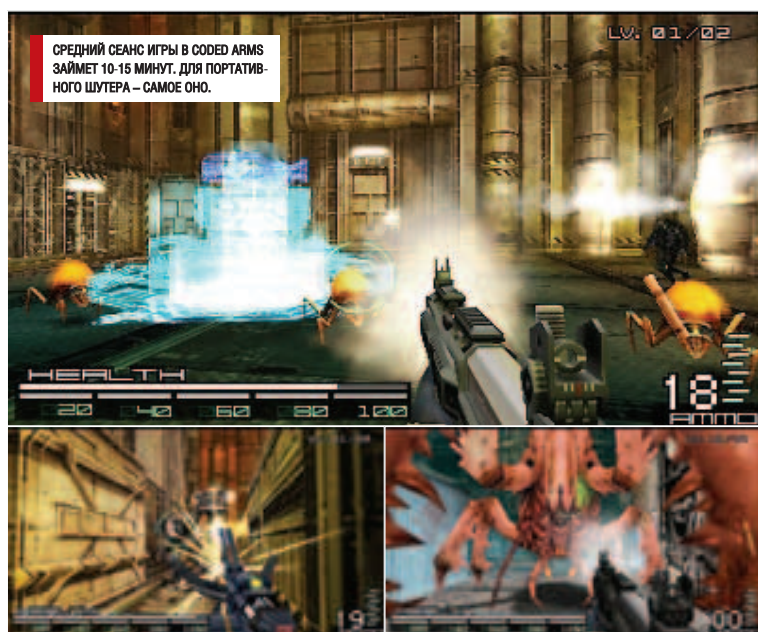 СРЕДНИЙ СЕАНС ИГРЫ В CODED ARMS
ЗАЙМЕТ 10-15 МИНУТ. ДЛЯ ПОРТАТИВ-
НОГО ШУТЕРА – САМОЕ ОНО.
LV. 01/02
HEALTH
20 40 60 80 100
18
AMMO
19
00